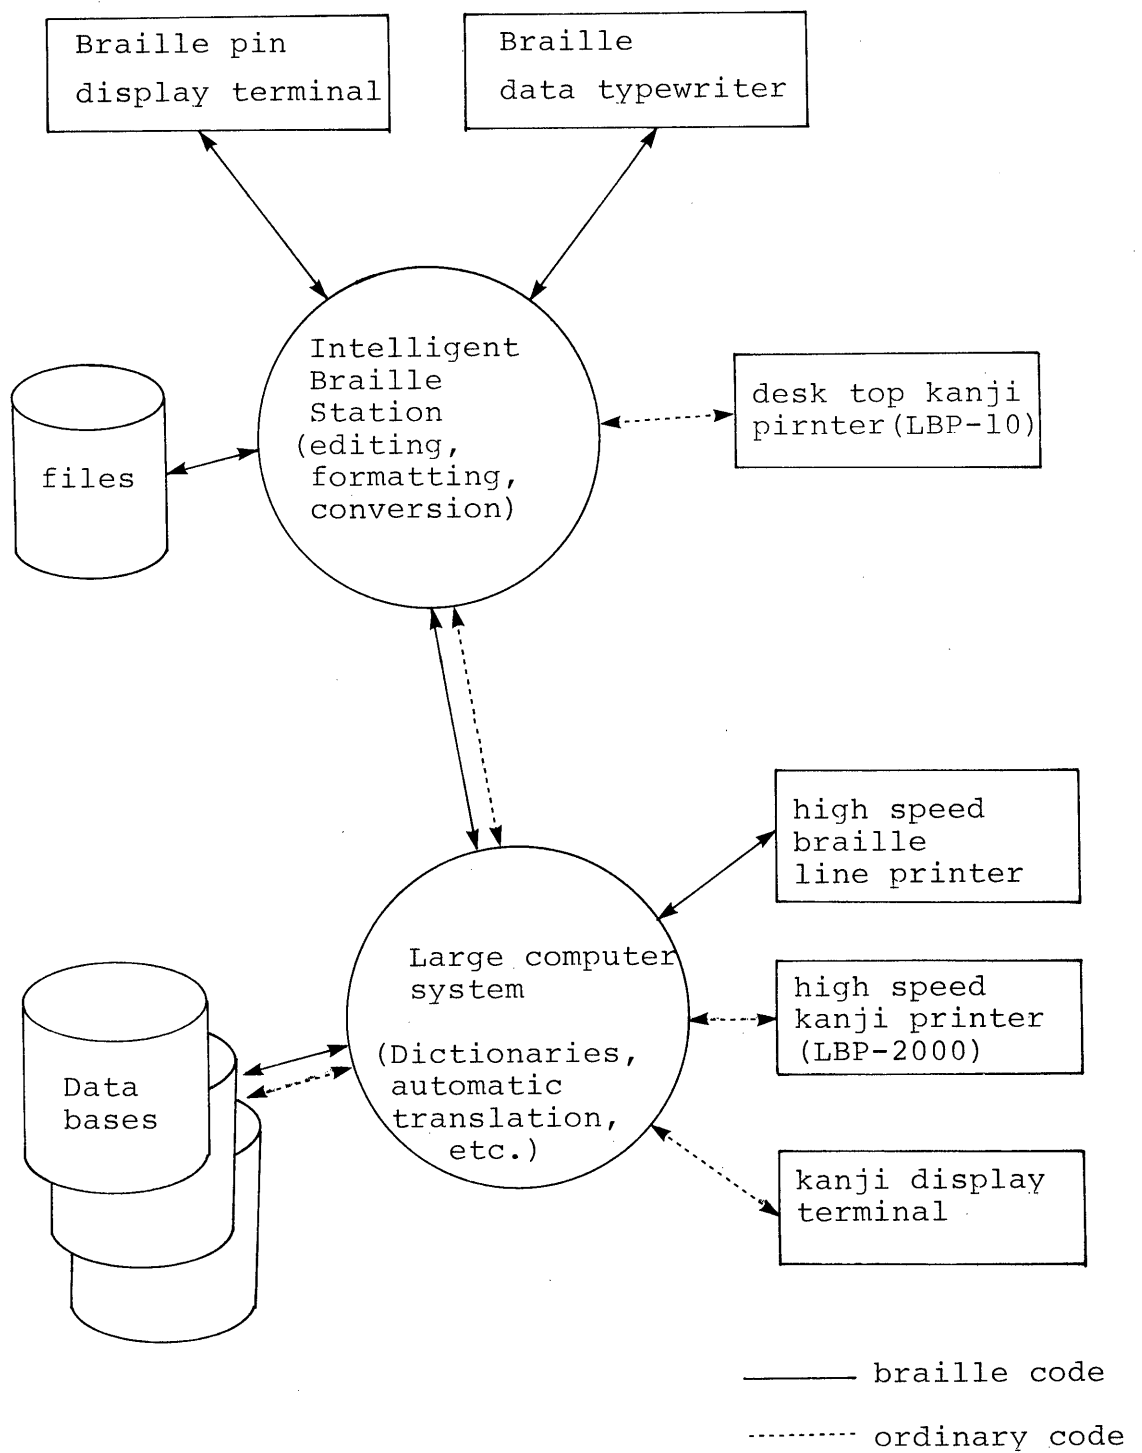 Braille pin
display terminal
Braille
data typewriter
Intelligent
Braille
Station
(editing,
formatting,
conversion)
files
desk top kanji
pirnter(LBP-10)
high speed
braille
line printer
Large computer
system
(Dictionaries,
automatic
translation,
etc.)
high speed
kanji printer
(LBP-2000)
Data
bases
kanji display
terminal
braille code
ordinary code